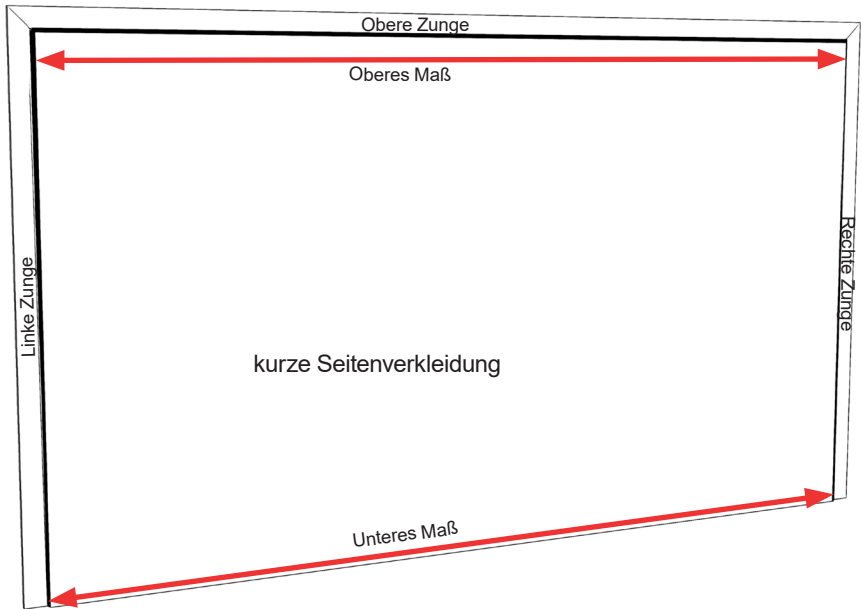 Obere Zunge
Oberes Maß
Linke Zunge
Rechte Zunge
kurze Seitenverkleidung
Unteres Maß